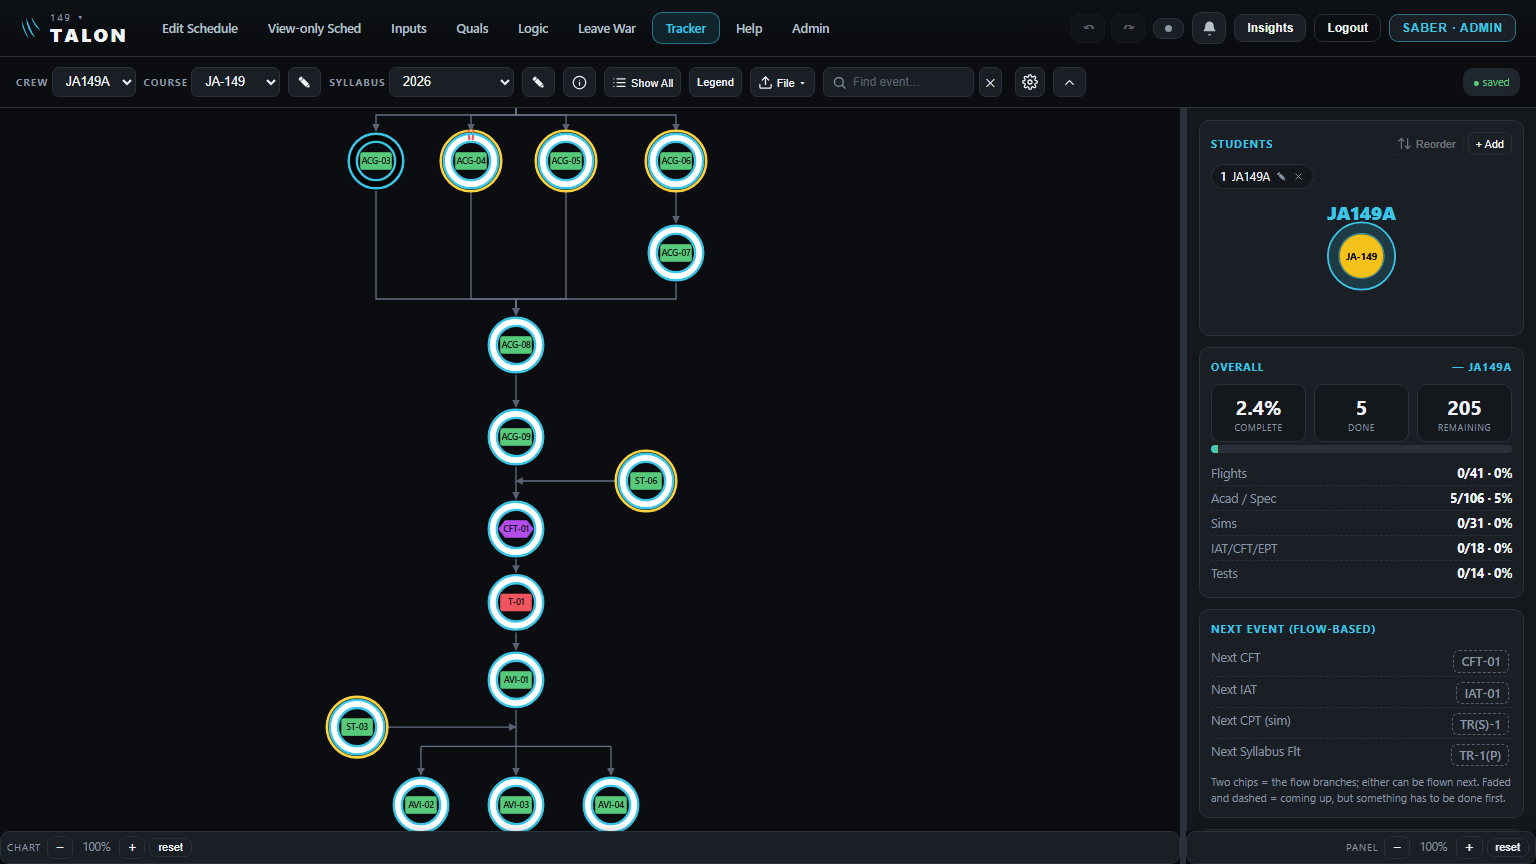 149
TALON
Edit Schedule
View-only Sched
Inputs
Quals
Logic
Leave War
Tracker
Help
Admin
Insights
Logout
SABER · ADMIN
CREW
JA149A
COURSE
JA-149
SYLLABUS
2026
Show All
Legend
File
Find event…
saved
ACG-03
ACG-04
ACG-05
ACG-06
ACG-07
ACG-08
ACG-09
ST-06
CFT-01
T-01
AVI-01
ST-03
AVI-02
AVI-03
AVI-04
CHART
− 100% +
reset
STUDENTS
Reorder
+ Add
1 JA149A
JA149A
JA-149
OVERALL
— JA149A
2.4%
COMPLETE
5
DONE
205
REMAINING
Flights 0/41 · 0%
Acad / Spec 5/106 · 5%
Sims 0/31 · 0%
IAT/CFT/EPT 0/18 · 0%
Tests 0/14 · 0%
NEXT EVENT (FLOW-BASED)
Next CFT CFT-01
Next IAT IAT-01
Next CPT (sim) TR(S)-1
Next Syllabus Flt TR-1(P)
Two chips = the flow branches; either can be flown next. Faded
and dashed = coming up, but something has to be done first.
PANEL
− 100% +
reset